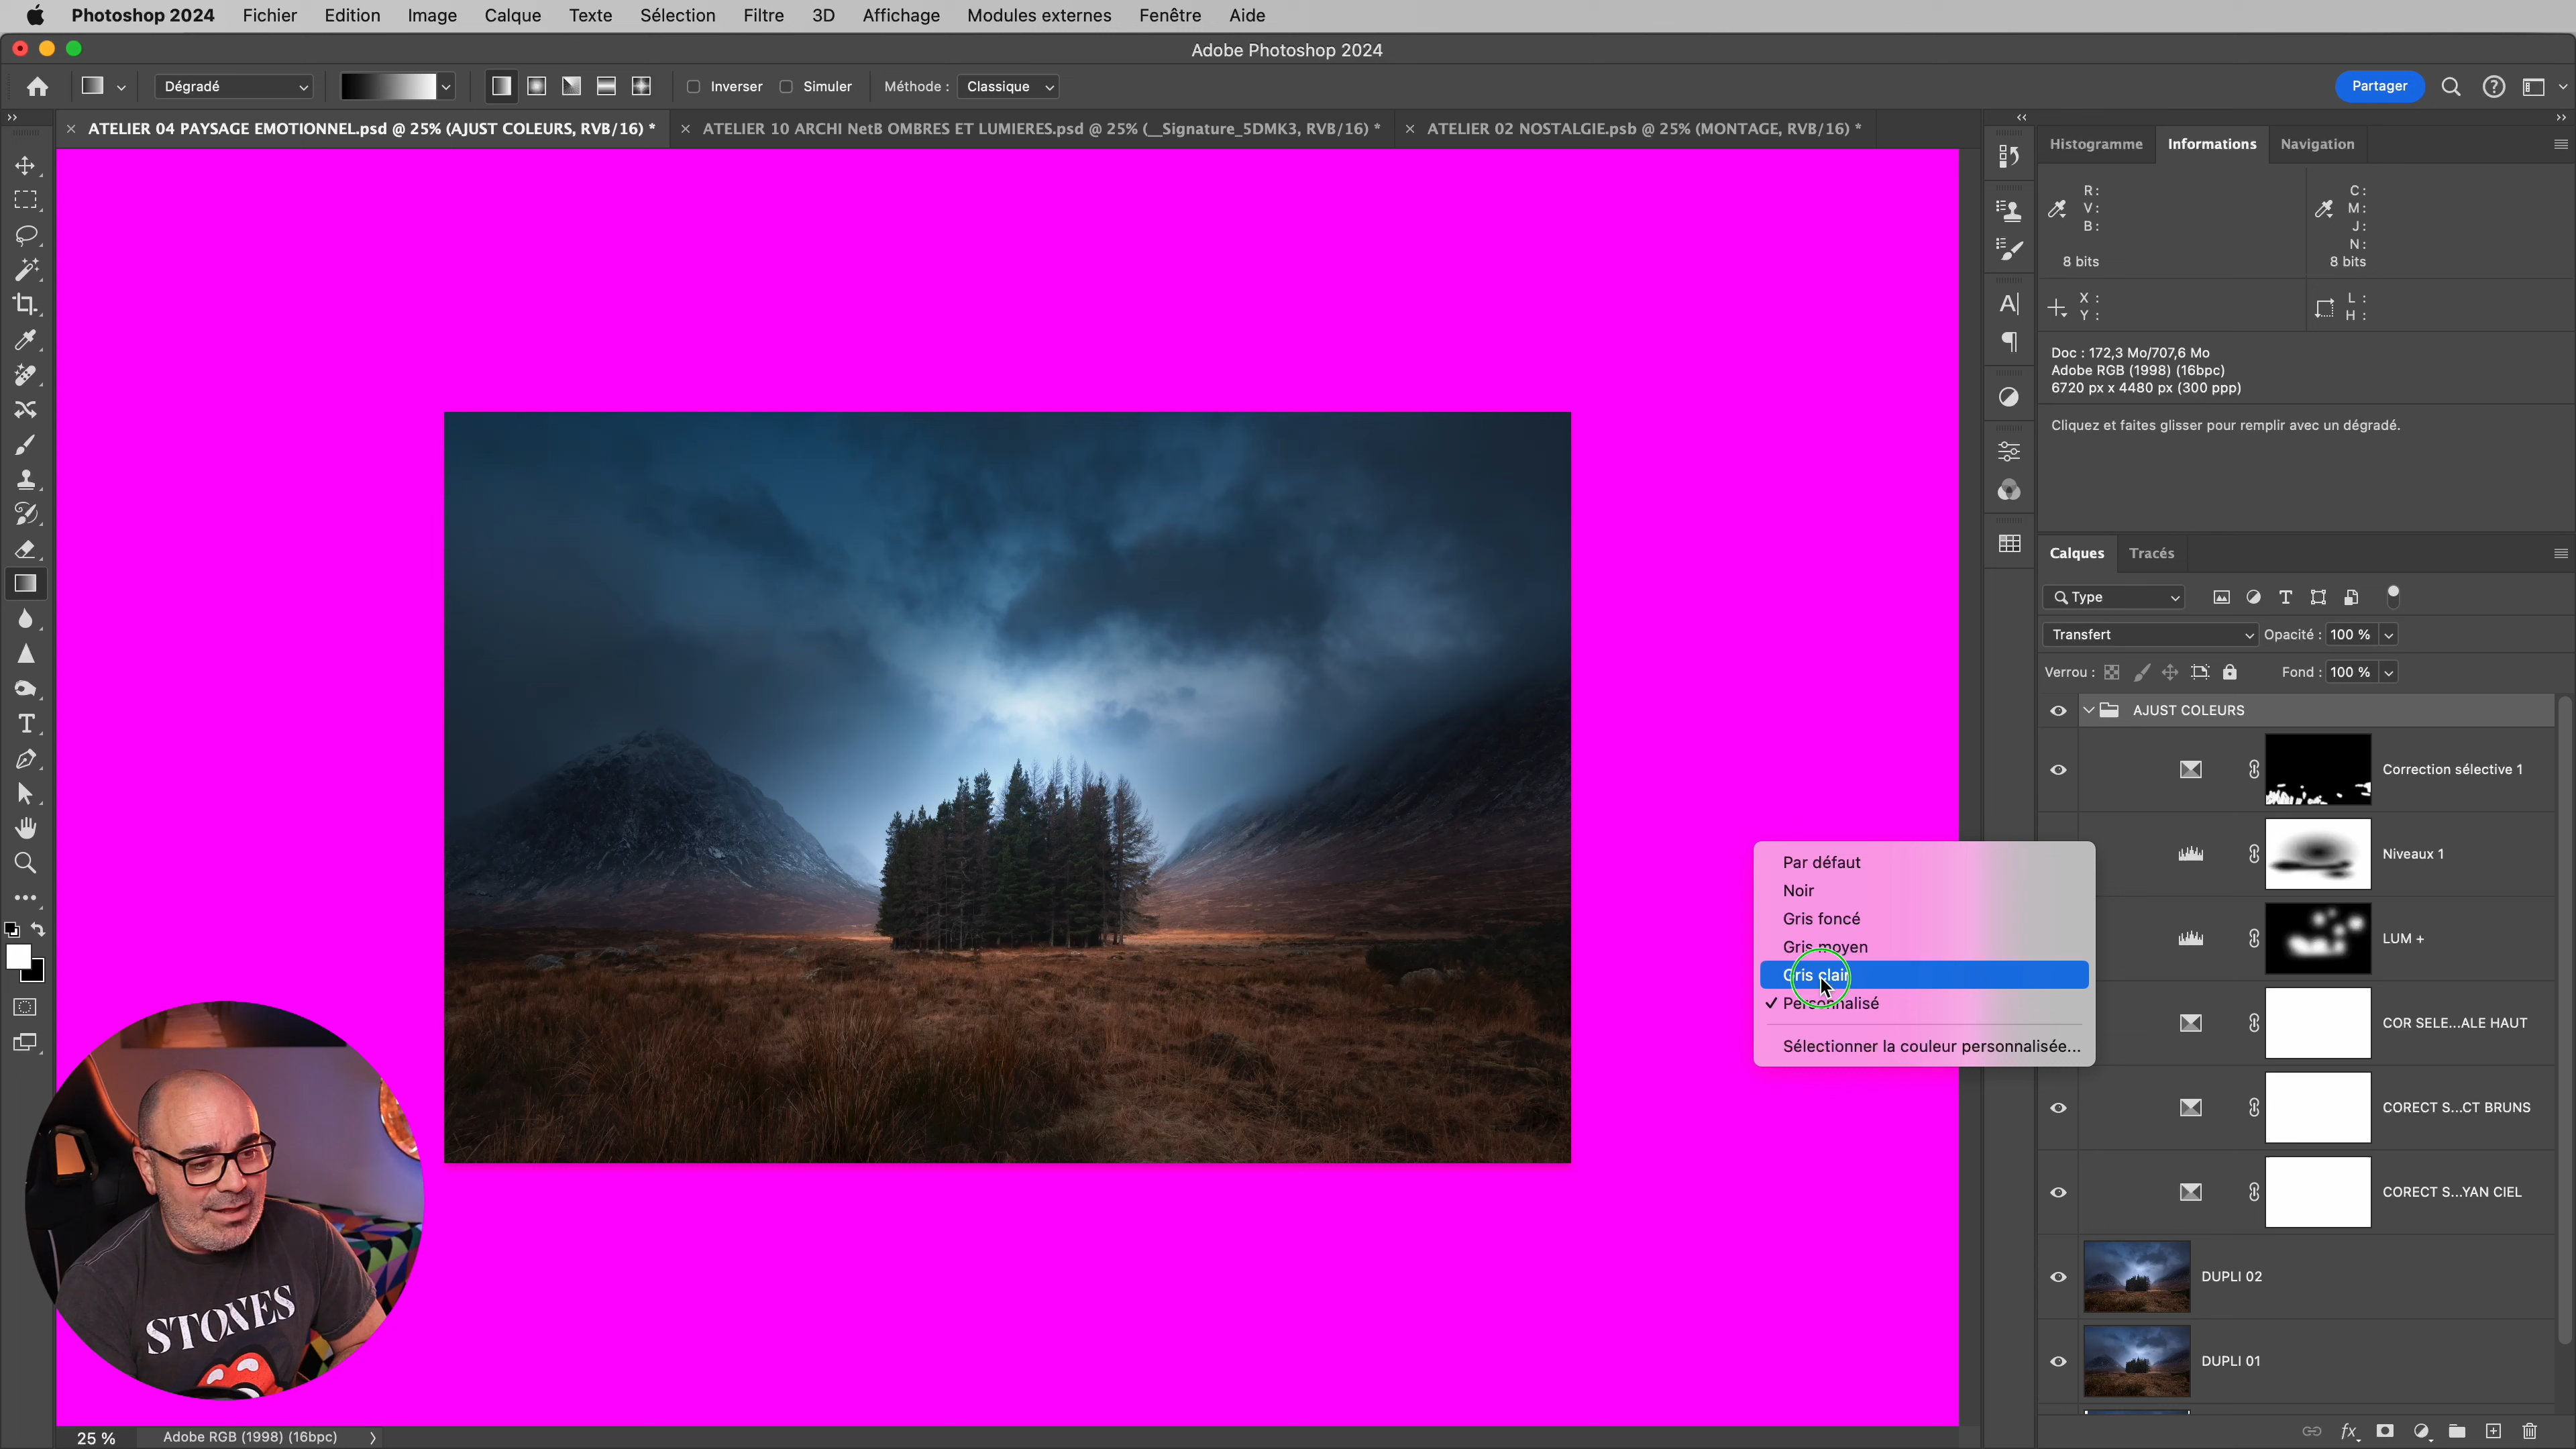 Photoshop 2024 Fichier Edition Image Calque Texte Sélection Filtre 3D Affichage Modules externes Fenêtre Aide
Adobe Photoshop 2024
Dégradé Inverser Simuler Méthode : Classique Partager
ATELIER 04 PAYSAGE EMOTIONNEL.psd @ 25% (AJUST COLEURS, RVB/16) * ATELIER 10 ARCHI NetB OMBRES ET LUMIERES.psd @ 25% (__Signature_5DMK3, RVB/16) * ATELIER 02 NOSTALGIE.psb @ 25% (MONTAGE, RVB/16) *
Histogramme Informations Navigation
R : C :
V : M :
B : J :
N :
8 bits 8 bits
X : L :
Y : H :
Doc : 172,3 Mo/707,6 Mo
Adobe RGB (1998) (16bpc)
6720 px x 4480 px (300 ppp)
Cliquez et faites glisser pour remplir avec un dégradé.
Calques Tracés
Type
Transfert Opacité : 100 %
Verrou : Fond : 100 %
AJUST COLEURS
Correction sélective 1
Niveaux 1
LUM +
COR SELE...ALE HAUT
CORECT S...CT BRUNS
CORECT S...YAN CIEL
DUPLI 02
DUPLI 01
Par défaut
Noir
Gris foncé
Gris moyen
Gris clair
Personnalisé
Sélectionner la couleur personnalisée...
STONES
25 % Adobe RGB (1998) (16bpc)